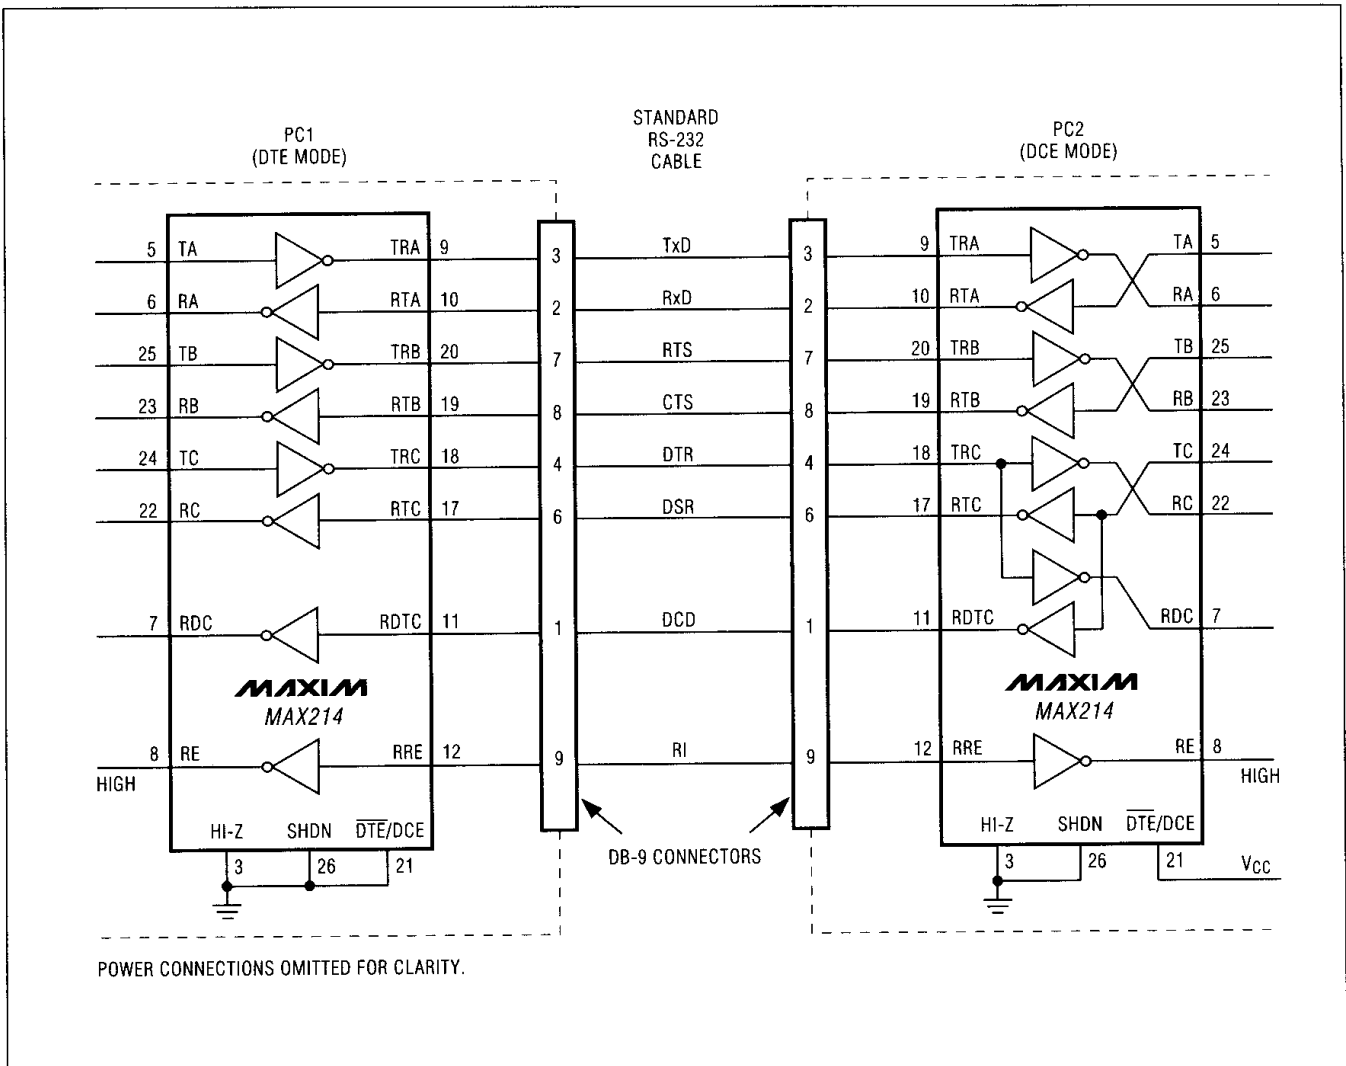 PC1
(DTE MODE)
STANDARD
RS-232
CABLE
PC2
(DCE MODE)
5 TA TRA 9 3 TxD 3 9 TRA TA 5
6 RA RTA 10 2 RxD 2 10 RTA RA 6
25 TB TRB 20 7 RTS 7 20 TRB TB 25
23 RB RTB 19 8 CTS 8 19 RTB RB 23
24 TC TRC 18 4 DTR 4 18 TRC TC 24
22 RC RTC 17 6 DSR 6 17 RTC RC 22
7 RDC RDTC 11 1 DCD 1 11 RDTC RDC 7
MAXIM
MAX214
MAXIM
MAX214
8 RE RRE 12 9 RI 9 12 RRE RE 8
HIGH
HIGH
HI-Z SHDN DTE/DCE
3 26 21
DB-9 CONNECTORS
HI-Z SHDN DTE/DCE
3 26 21 VCC
POWER CONNECTIONS OMITTED FOR CLARITY.